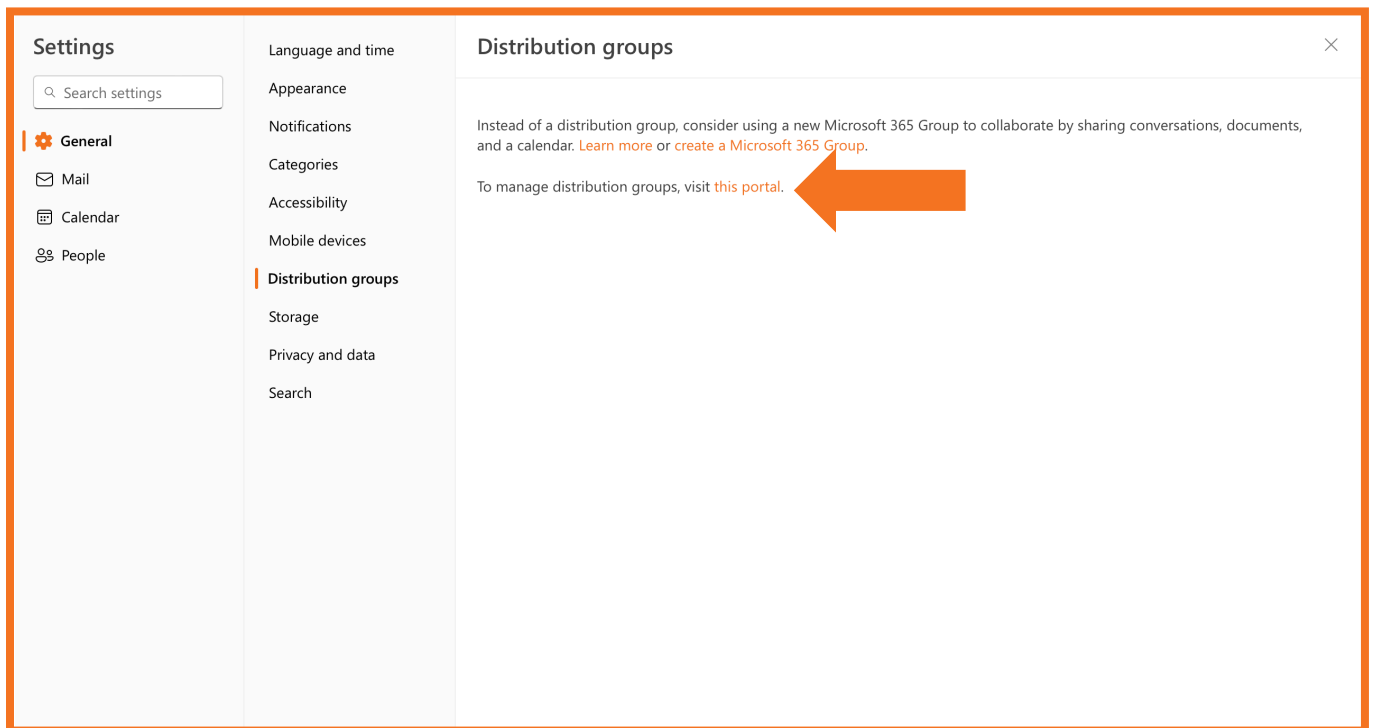 Settings
Search settings
General
Mail
Calendar
People
Language and time
Appearance
Notifications
Categories
Accessibility
Mobile devices
Distribution groups
Storage
Privacy and data
Search
Distribution groups
Instead of a distribution group, consider using a new Microsoft 365 Group to collaborate by sharing conversations, documents,
and a calendar. Learn more or create a Microsoft 365 Group.
To manage distribution groups, visit this portal.